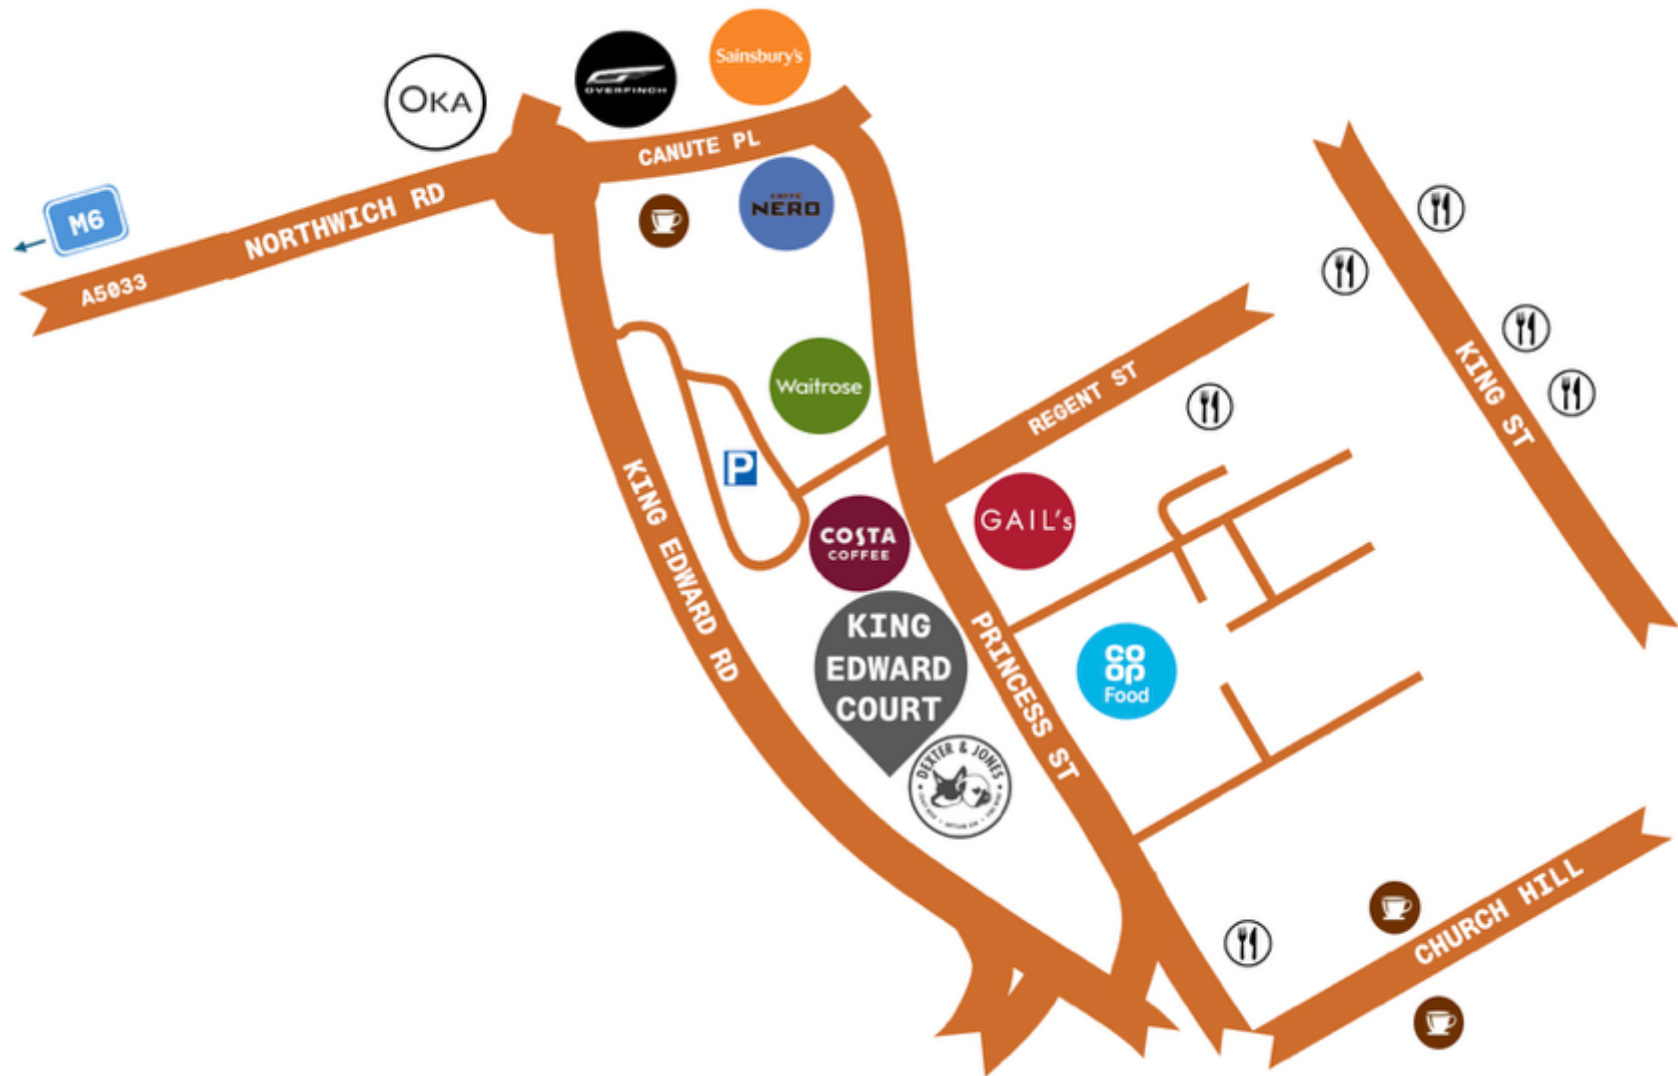 OKA
OVERFINCH
Sainsbury's
CANUTE PL
M6
NORTHWICH RD
A5033
CAFFÈ
NERO
Waitrose
REGENT ST
KING ST
P
KING EDWARD RD
COSTA
COFFEE
GAIL's
KING
EDWARD
COURT
PRINCESS ST
CO
OP
Food
DEXTER & JONES
CHURCH HILL